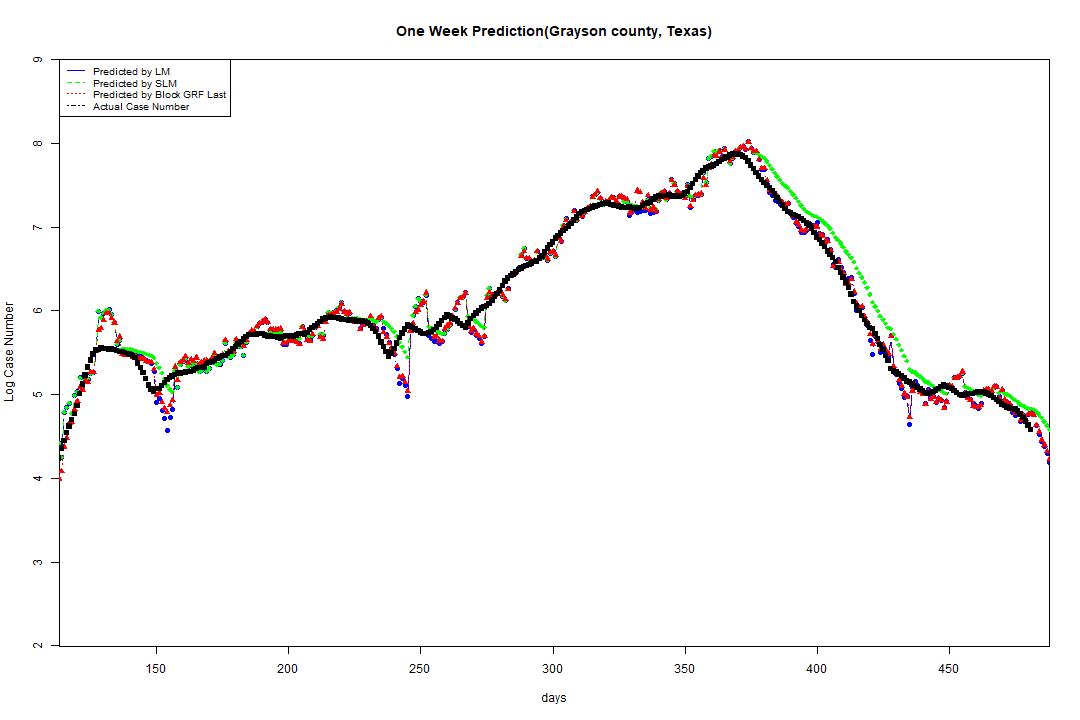 One Week Prediction(Grayson county, Texas)
Predicted by LM
Predicted by SLM
Predicted by Block GRF Last
Actual Case Number
9
8
7
6
5
4
3
2
Log Case Number
150 200 250 300 350 400 450
days